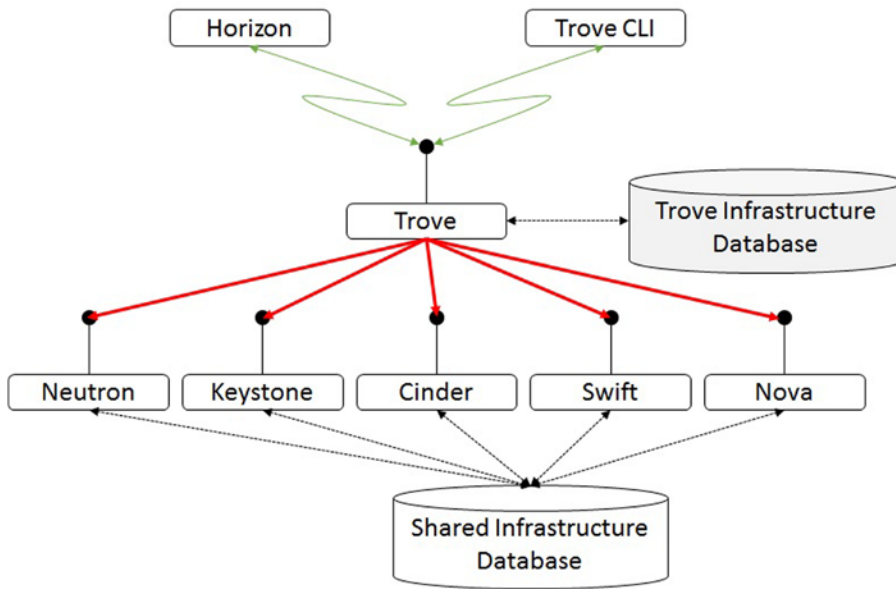 Horizon
Trove CLI
Trove
Trove Infrastructure
Database
Neutron
Keystone
Cinder
Swift
Nova
Shared Infrastructure
Database